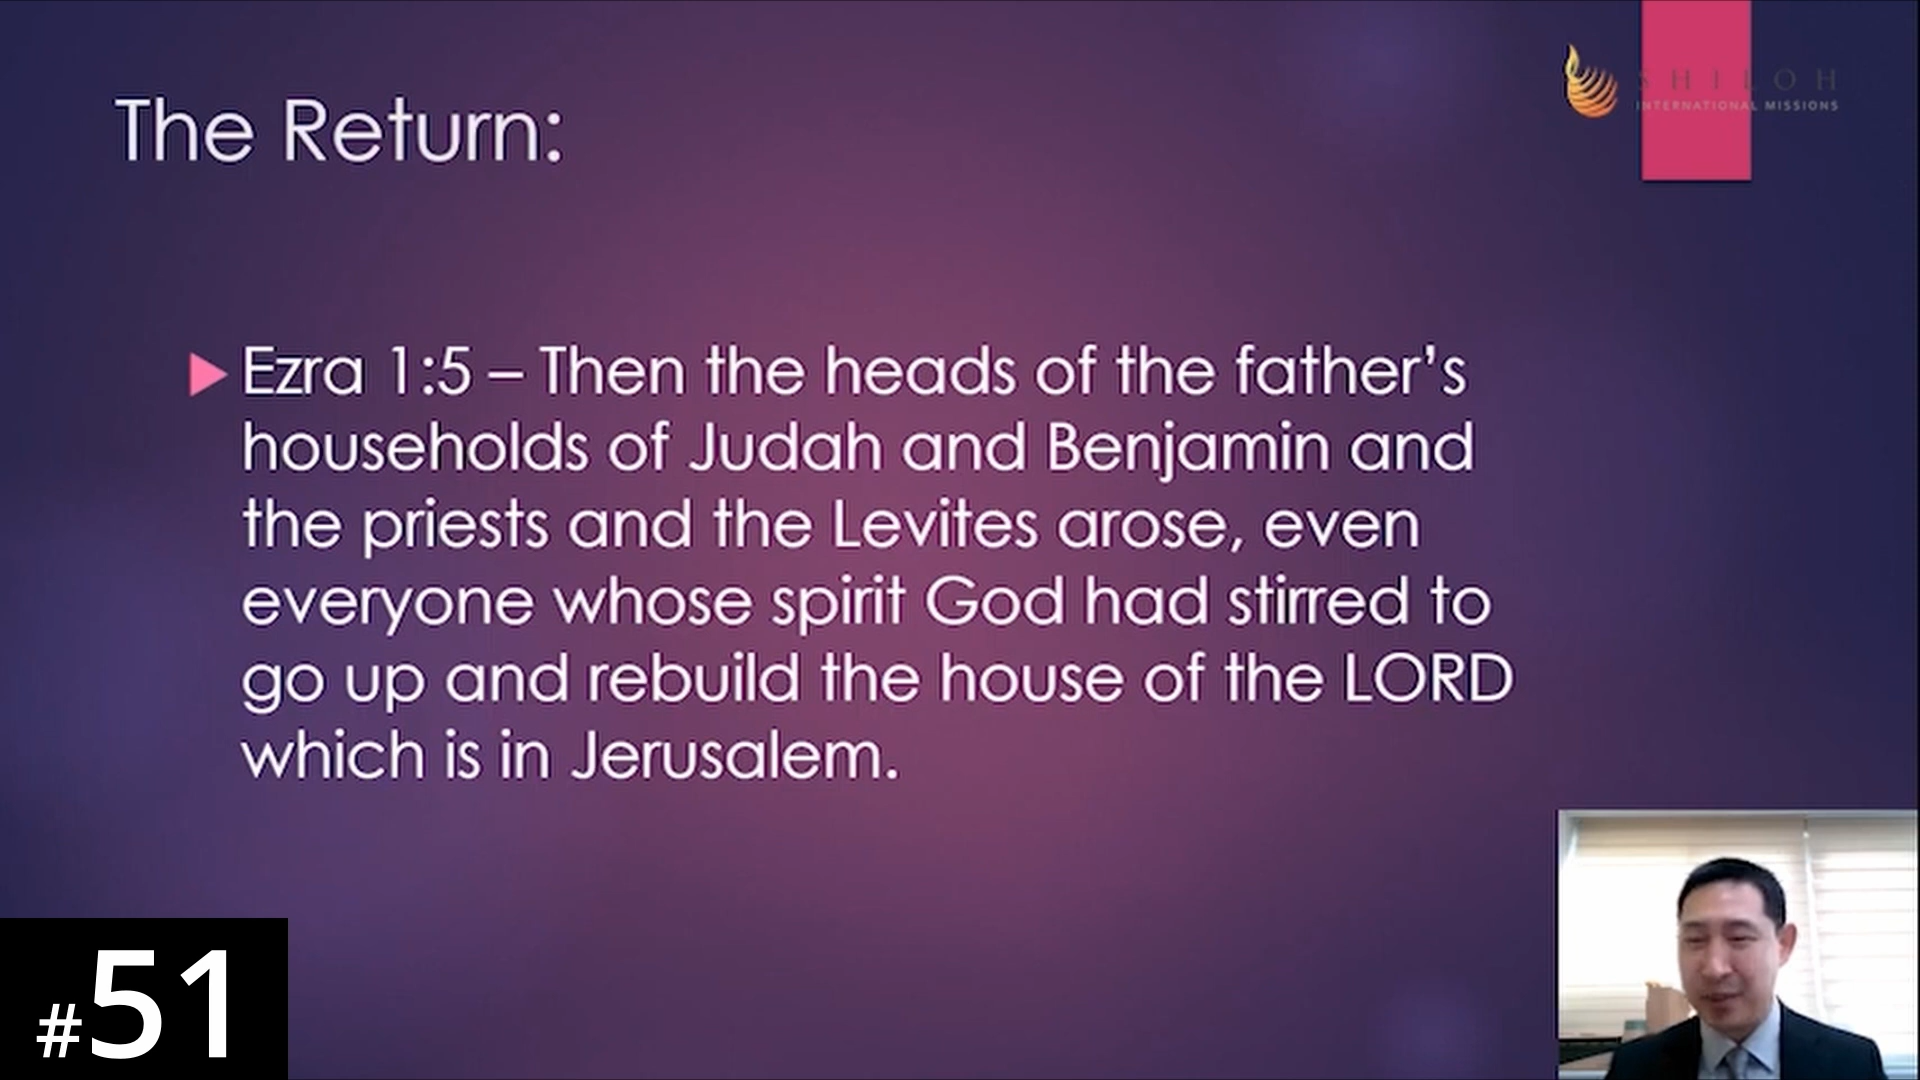 SHILOH
INTERNATIONAL MISSIONS
The Return:
Ezra 1:5 – Then the heads of the father’s
households of Judah and Benjamin and
the priests and the Levites arose, even
everyone whose spirit God had stirred to
go up and rebuild the house of the LORD
which is in Jerusalem.
#51